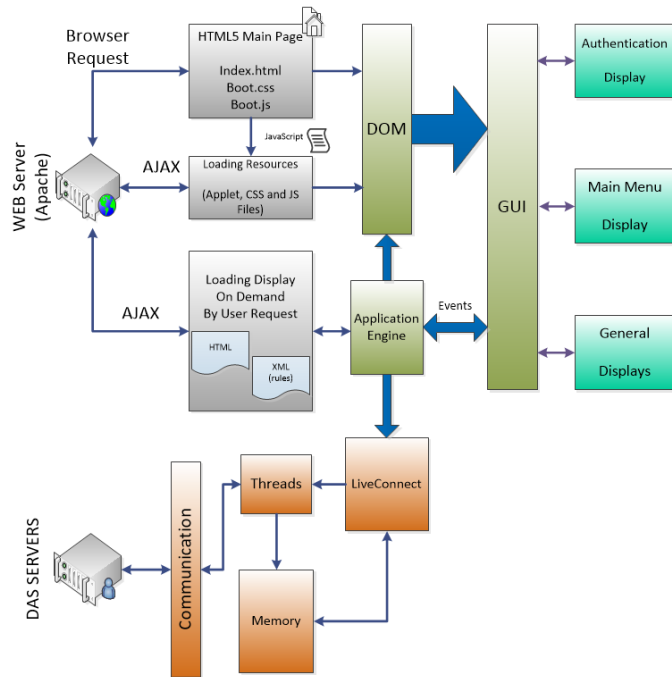 Browser
Request
HTML5 Main Page
Index.html
Boot.css
Boot.js
JavaScript
WEB Server
(Apache)
AJAX
Loading Resources
(Applet, CSS and JS
Files)
DOM
GUI
Authentication
Display
Main Menu
Display
General
Displays
AJAX
Loading Display
On Demand
By User Request
HTML
XML
(rules)
Application
Engine
Events
DAS SERVERS
Communication
Threads
LiveConnect
Memory